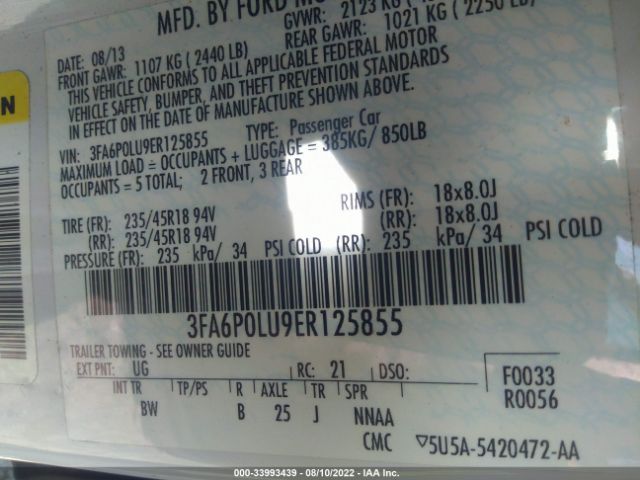 MFD. BY FORD MO
GVWR: 2123 KG
DATE: 08/13
REAR GAWR: 1021 KG ( 2250 LB)
FRONT GAWR: 1107 KG ( 2440 LB)
THIS VEHICLE CONFORMS TO ALL APPLICABLE FEDERAL MOTOR
VEHICLE SAFETY, BUMPER, AND THEFT PREVENTION STANDARDS
IN EFFECT ON THE DATE OF MANUFACTURE SHOWN ABOVE.
VIN: 3FA6P0LU9ER125855 TYPE: Passenger Car
MAXIMUM LOAD = OCCUPANTS + LUGGAGE = 385KG/ 850LB
OCCUPANTS = 5 TOTAL; 2 FRONT, 3 REAR
TIRE (FR): 235/45R18 94V RIMS (FR): 18x8.0J
(RR): 235/45R18 94V (RR): 18x8.0J
PRESSURE (FR): 235 kPa/ 34 PSI COLD (RR): 235 kPa/ 34 PSI COLD
3FA6P0LU9ER125855
TRAILER TOWING - SEE OWNER GUIDE
EXT PNT: UG RC: 21 DSO:
F0033
R0056
INT TR TP/PS R AXLE TR SPR
BW B 25 J NNAA
CMC ▽5U5A-5420472-AA
000-33993439 - 08/10/2022 - IAA Inc.